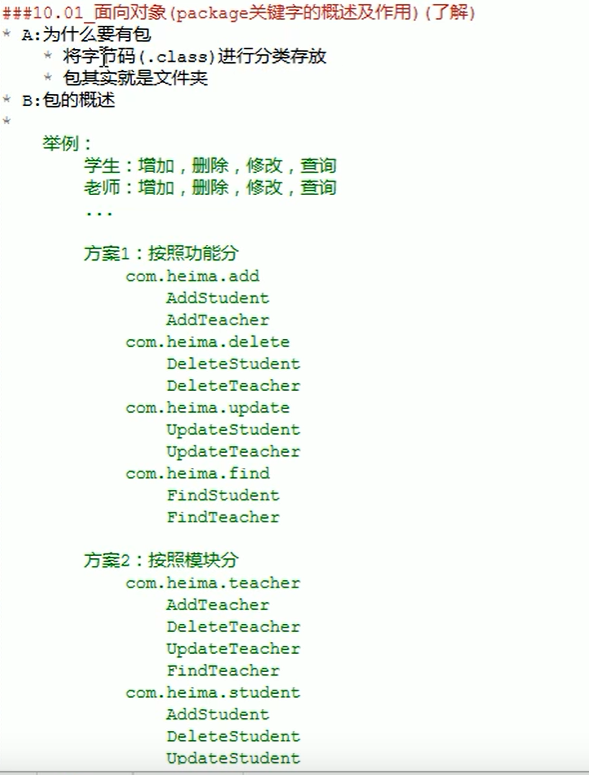 ###10.01_面向对象(package关键字的概述及作用)(了解)
* A:为什么要有包
* 将字节码(.class)进行分类存放
* 包其实就是文件夹
* B:包的概述
*
举例：
学生：增加，删除，修改，查询
老师：增加，删除，修改，查询
...
方案1：按照功能分
com.heima.add
AddStudent
AddTeacher
com.heima.delete
DeleteStudent
DeleteTeacher
com.heima.update
UpdateStudent
UpdateTeacher
com.heima.find
FindStudent
FindTeacher
方案2：按照模块分
com.heima.teacher
AddTeacher
DeleteTeacher
UpdateTeacher
FindTeacher
com.heima.student
AddStudent
DeleteStudent
UpdateStudent